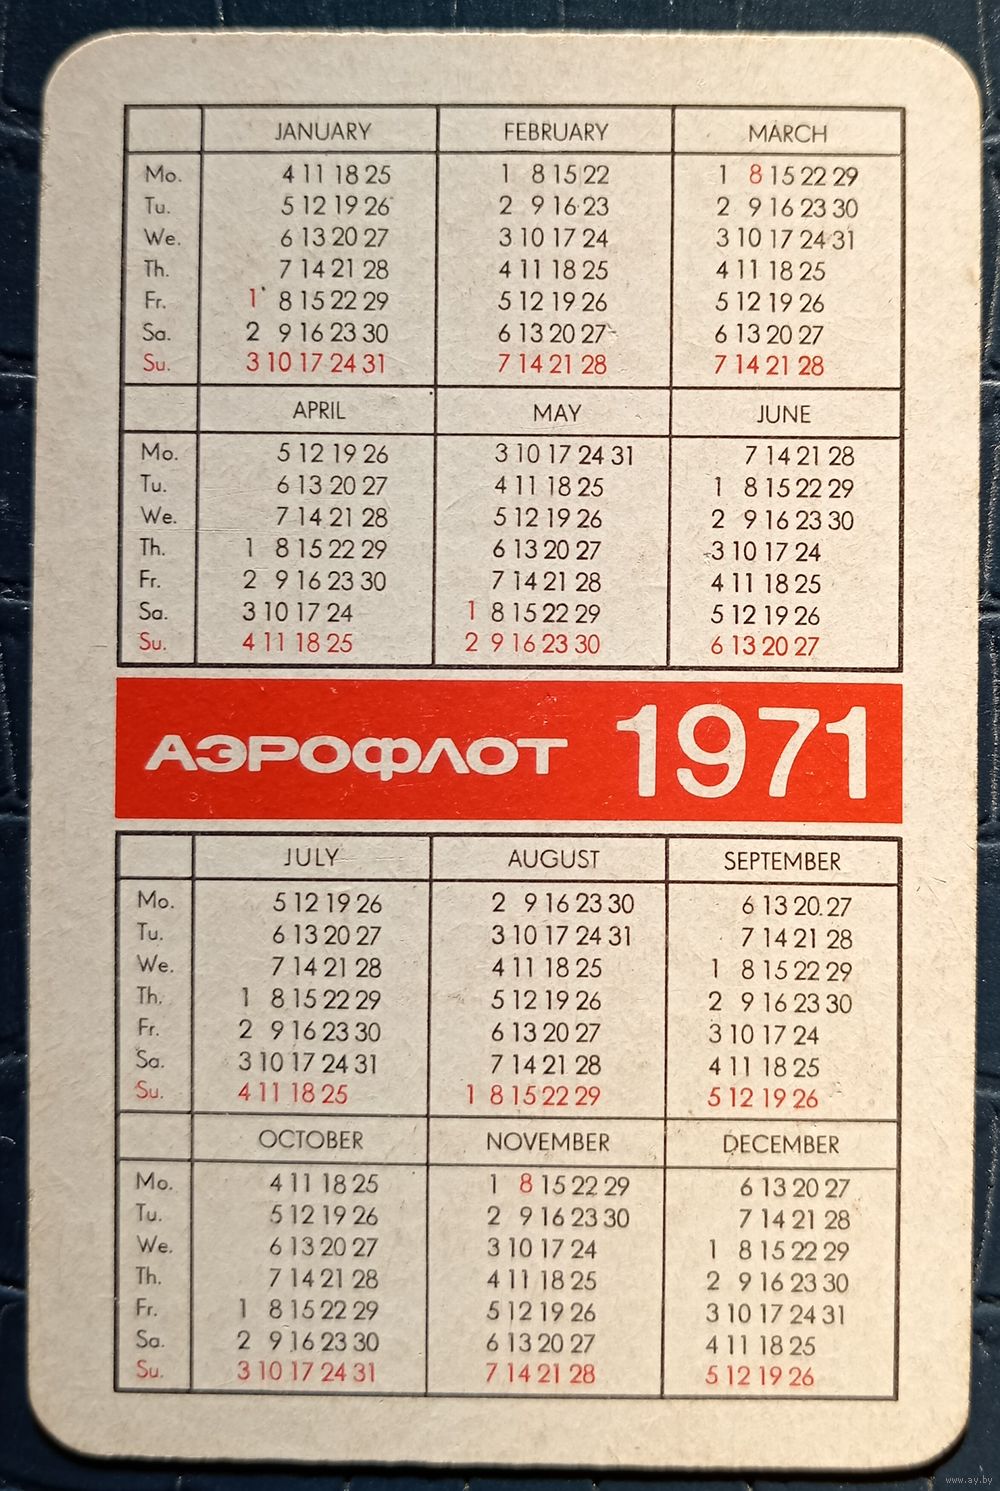 JANUARY FEBRUARY MARCH
Mo. 4 11 18 25 1 8 15 22 1 8 15 22 29
Tu. 5 12 19 26 2 9 16 23 2 9 16 23 30
We. 6 13 20 27 3 10 17 24 3 10 17 24 31
Th. 7 14 21 28 4 11 18 25 4 11 18 25
Fr. 1 8 15 22 29 5 12 19 26 5 12 19 26
Sa. 2 9 16 23 30 6 13 20 27 6 13 20 27
Su. 3 10 17 24 31 7 14 21 28 7 14 21 28
APRIL MAY JUNE
Mo. 5 12 19 26 3 10 17 24 31 7 14 21 28
Tu. 6 13 20 27 4 11 18 25 1 8 15 22 29
We. 7 14 21 28 5 12 19 26 2 9 16 23 30
Th. 1 8 15 22 29 6 13 20 27 3 10 17 24
Fr. 2 9 16 23 30 7 14 21 28 4 11 18 25
Sa. 3 10 17 24 1 8 15 22 29 5 12 19 26
Su. 4 11 18 25 2 9 16 23 30 6 13 20 27
АЭРОФЛОТ 1971
JULY AUGUST SEPTEMBER
Mo. 5 12 19 26 2 9 16 23 30 6 13 20 27
Tu. 6 13 20 27 3 10 17 24 31 7 14 21 28
We. 7 14 21 28 4 11 18 25 1 8 15 22 29
Th. 1 8 15 22 29 5 12 19 26 2 9 16 23 30
Fr. 2 9 16 23 30 6 13 20 27 3 10 17 24
Sa. 3 10 17 24 31 7 14 21 28 4 11 18 25
Su. 4 11 18 25 1 8 15 22 29 5 12 19 26
OCTOBER NOVEMBER DECEMBER
Mo. 4 11 18 25 1 8 15 22 29 6 13 20 27
Tu. 5 12 19 26 2 9 16 23 30 7 14 21 28
We. 6 13 20 27 3 10 17 24 1 8 15 22 29
Th. 7 14 21 28 4 11 18 25 2 9 16 23 30
Fr. 1 8 15 22 29 5 12 19 26 3 10 17 24 31
Sa. 2 9 16 23 30 6 13 20 27 4 11 18 25
Su. 3 10 17 24 31 7 14 21 28 5 12 19 26
www.ay.by